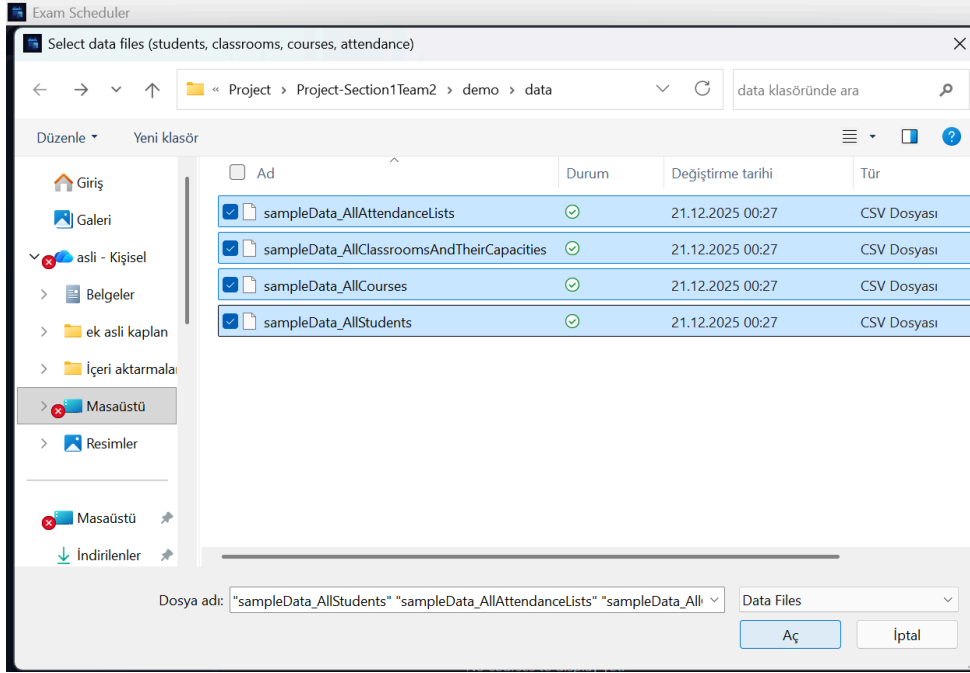 Exam Scheduler
Select data files (students, classrooms, courses, attendance)
« Project > Project-Section1Team2 > demo > data
data klasöründe ara
Düzenle
Yeni klasör
Ad
Durum
Değiştirme tarihi
Tür
Giriş
Galeri
asli - Kişisel
Belgeler
ek asli kaplan
İçeri aktarmala
Masaüstü
Resimler
Masaüstü
İndirilenler
sampleData_AllAttendanceLists 21.12.2025 00:27 CSV Dosyası
sampleData_AllClassroomsAndTheirCapacities 21.12.2025 00:27 CSV Dosyası
sampleData_AllCourses 21.12.2025 00:27 CSV Dosyası
sampleData_AllStudents 21.12.2025 00:27 CSV Dosyası
Dosya adı: "sampleData_AllStudents" "sampleData_AllAttendanceLists" "sampleData_All
Data Files
Aç
İptal